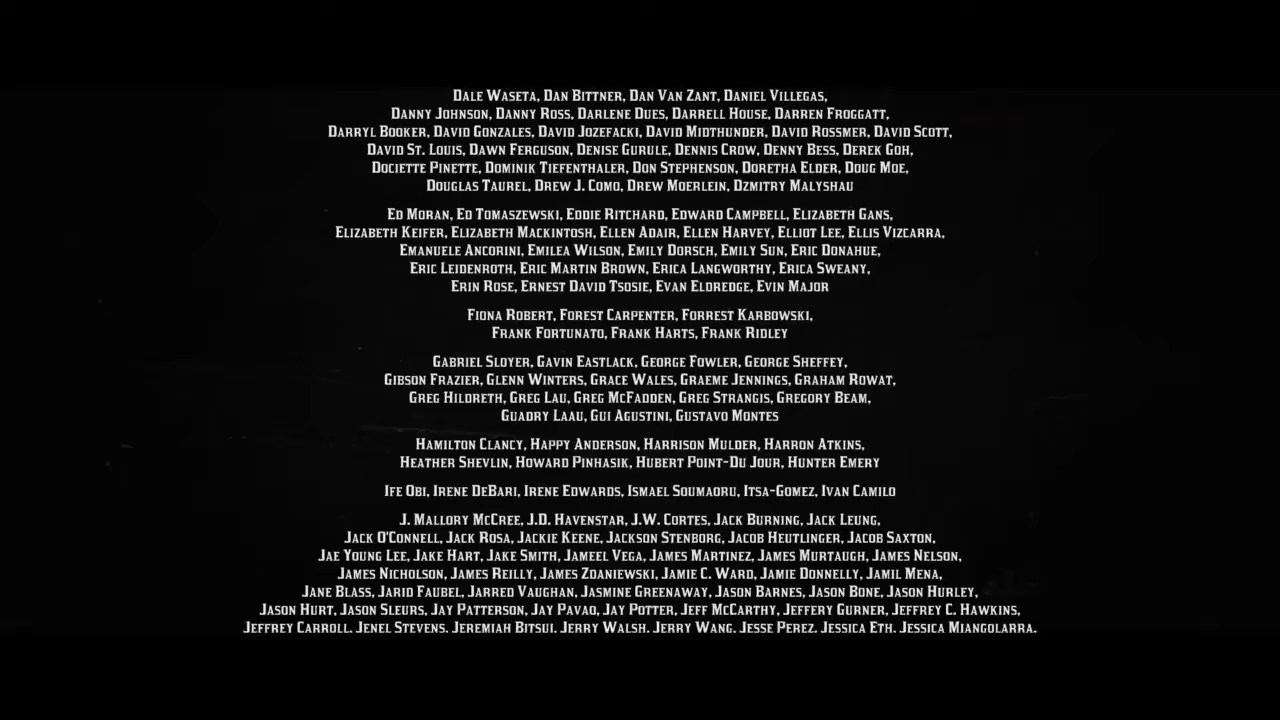 Dale Waseta, Dan Bittner, Dan Van Zant, Daniel Villegas,
Danny Johnson, Danny Ross, Darlene Dues, Darrell House, Darren Froggatt,
Darryl Booker, David Gonzales, David Jozefacki, David Midthunder, David Rossmer, David Scott,
David St. Louis, Dawn Ferguson, Denise Gurule, Dennis Crow, Denny Bess, Derek Goh,
Dociette Pinette, Dominik Tiefenthaler, Don Stephenson, Doretha Elder, Doug Moe,
Douglas Taurel, Drew J. Como, Drew Moerlein, Dzmitry Malyshau
Ed Moran, Ed Tomaszewski, Eddie Ritchard, Edward Campbell, Elizabeth Gans,
Elizabeth Keifer, Elizabeth Mackintosh, Ellen Adair, Ellen Harvey, Elliot Lee, Ellis Vizcarra,
Emanuele Ancorini, Emilea Wilson, Emily Dorsch, Emily Sun, Eric Donahue,
Eric Leidenroth, Eric Martin Brown, Erica Langworthy, Erica Sweany,
Erin Rose, Ernest David Tsosie, Evan Eldredge, Evin Major
Fiona Robert, Forest Carpenter, Forrest Karbowski,
Frank Fortunato, Frank Harts, Frank Ridley
Gabriel Sloyer, Gavin Eastlack, George Fowler, George Sheffey,
Gibson Frazier, Glenn Winters, Grace Wales, Graeme Jennings, Graham Rowat,
Greg Hildreth, Greg Lau, Greg McFadden, Greg Strangis, Gregory Beam,
Guadry Laau, Gui Agustini, Gustavo Montes
Hamilton Clancy, Happy Anderson, Harrison Mulder, Harron Atkins,
Heather Shevlin, Howard Pinhasik, Hubert Point-Du Jour, Hunter Emery
Ife Obi, Irene DeBari, Irene Edwards, Ismael Soumaoru, Itsa-Gomez, Ivan Camilo
J. Mallory McCree, J.D. Havenstar, J.W. Cortes, Jack Burning, Jack Leung,
Jack O'Connell, Jack Rosa, Jackie Keene, Jackson Stenborg, Jacob Heutlinger, Jacob Saxton,
Jae Young Lee, Jake Hart, Jake Smith, Jameel Vega, James Martinez, James Murtaugh, James Nelson,
James Nicholson, James Reilly, James Zdaniewski, Jamie C. Ward, Jamie Donnelly, Jamil Mena,
Jane Blass, Jarid Faubel, Jarred Vaughan, Jasmine Greenaway, Jason Barnes, Jason Bone, Jason Hurley,
Jason Hurt, Jason Sleurs, Jay Patterson, Jay Pavao, Jay Potter, Jeff McCarthy, Jeffery Gurner, Jeffrey C. Hawkins,
Jeffrey Carroll, Jenel Stevens, Jeremiah Bitsui, Jerry Walsh, Jerry Wang, Jesse Perez, Jessica Eth, Jessica Miangolarra,